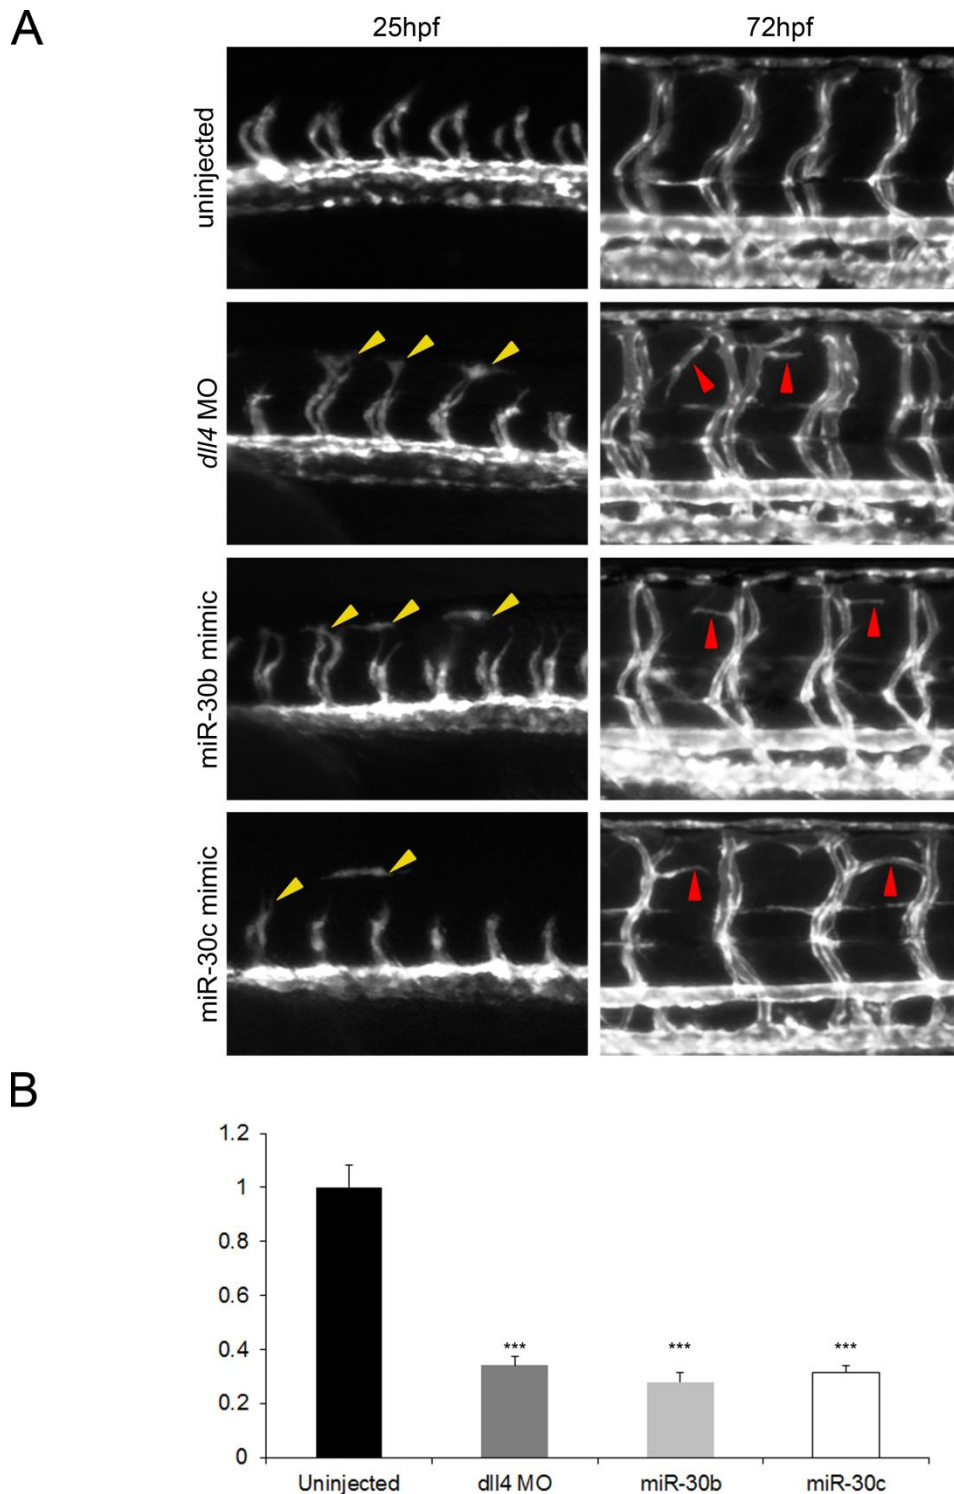 A
25hpf
72hpf
uninjected
dll4 MO
miR-30b mimic
miR-30c mimic
B
1.2
1
0.8
0.6
0.4
0.2
0
***
***
***
Uninjected
dll4 MO
miR-30b
miR-30c